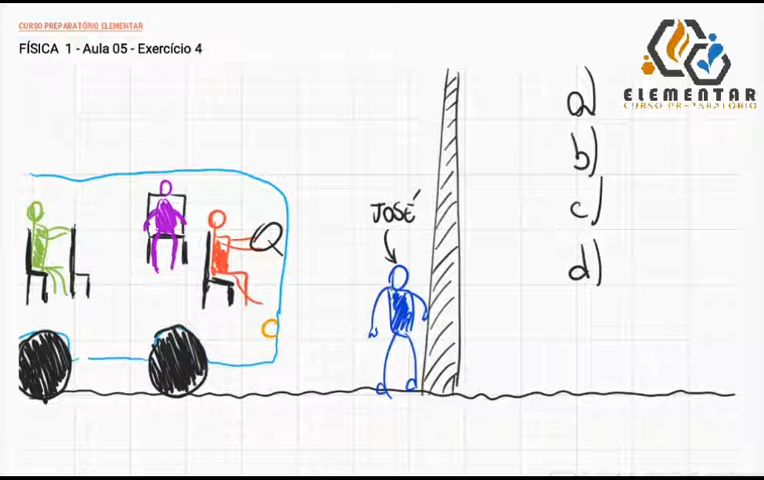 CURSO PREPARATÓRIO ELEMENTAR
FÍSICA 1 - Aula 05 - Exercício 4
ELEMENTAR
CURSO PREPARATÓRIO
a)
b)
JOSÉ
c)
d)